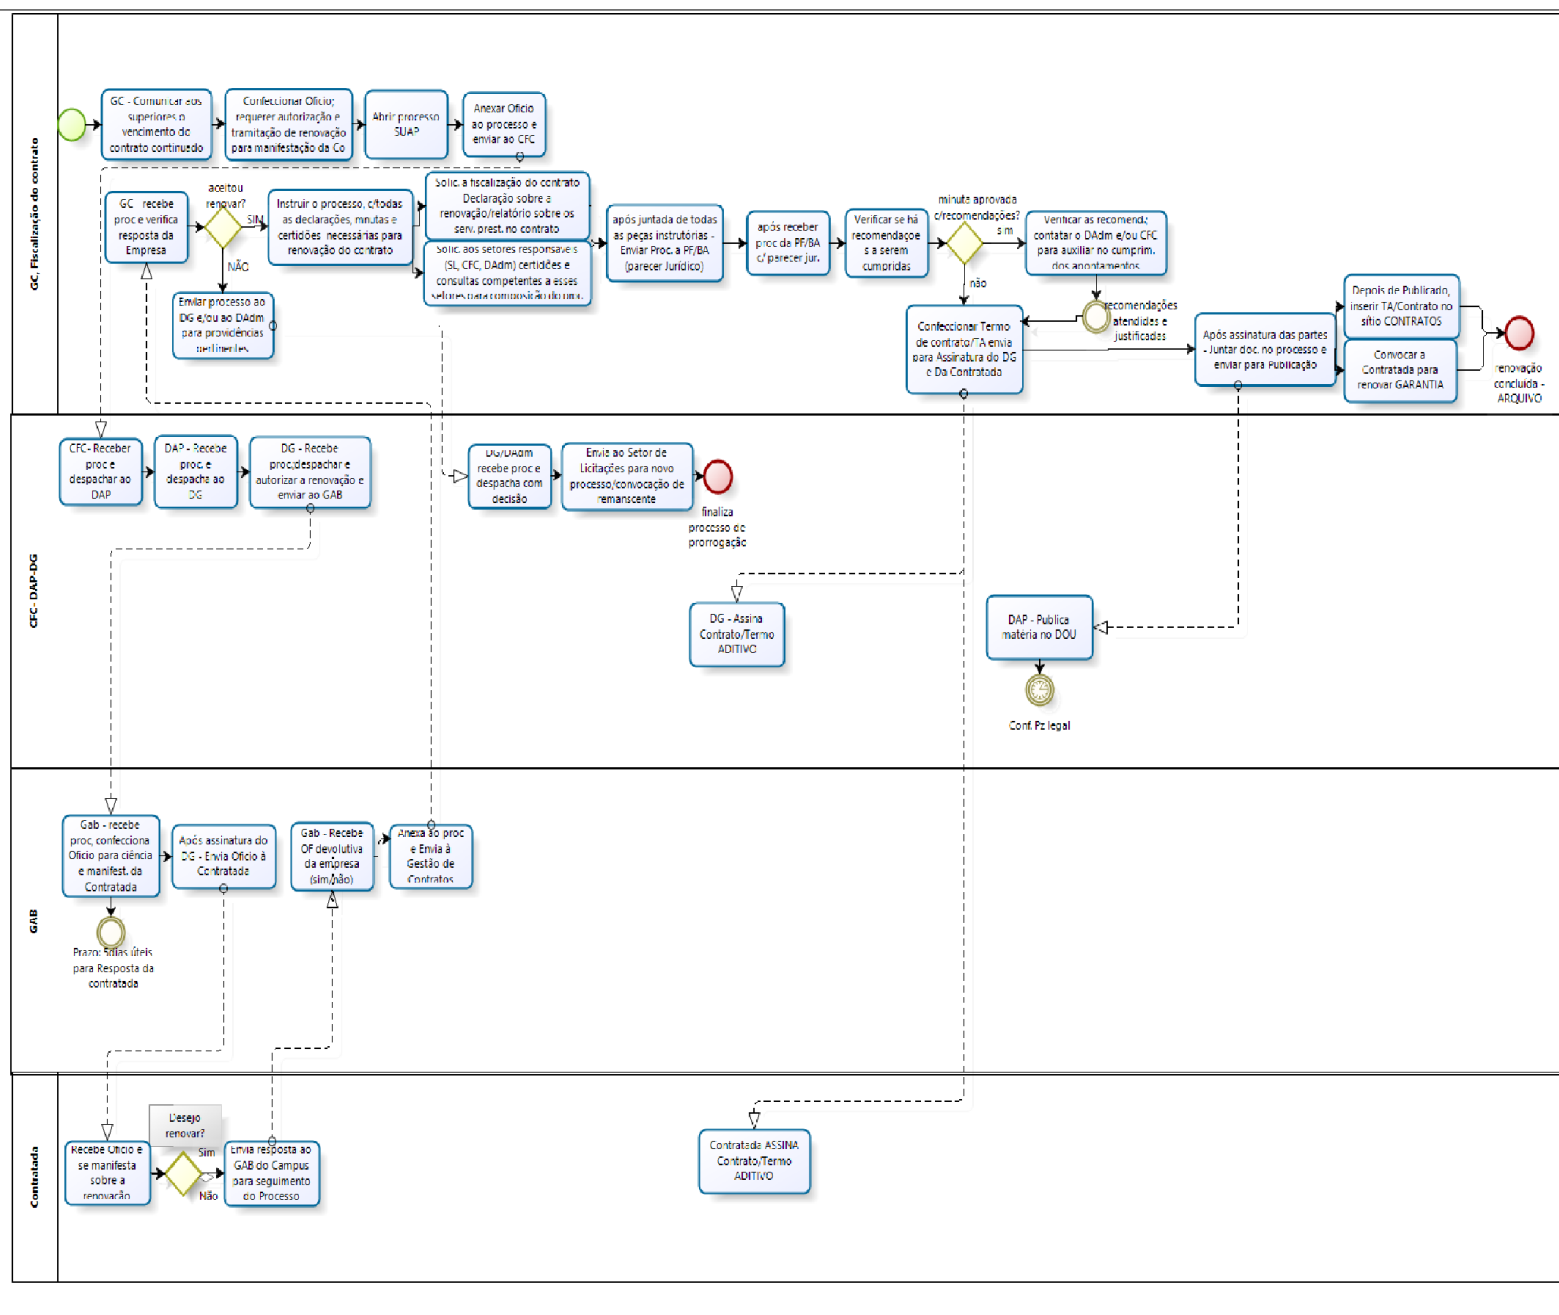 GC, Fiscalização do contrato
GC - Comunicar aos
superiores o
vencimento do
contrato continuado
Confeccionar Ofício;
requerer autorização e
tramitação de renovação
para manifestação da Co
Abrir processo
SUAP
Anexar Ofício
ao processo e
enviar ao CFC
GC recebe
proc e verifica
resposta da
Empresa
aceitou
renovar?
SIM
NÃO
Enviar processo ao
DG e/ou ao DAdm
para providências
pertinentes
Instruir o processo, c/todas
as declarações, minutas e
certidões necessárias para
renovação do contrato
Solic. a fiscalização do contrato
Declaração sobre a
renovação/relatório sobre os
serv. prest. no contrato
Solic. aos setores responsáveis
(SL, CFC, DAdm) certidões e
consultas competentes a esses
setores para composição do proc.
após juntada de todas
as peças instrutórias -
Enviar Proc. a PF/BA
(parecer Jurídico)
após receber
proc da PF/BA
c/ parecer jur.
Verificar se há
recomendaçoe
s a serem
cumpridas
minuta aprovada
c/recomendações?
sim
não
Verificar as recomend.;
contatar o DAdm e/ou CFC
para auxiliar no cumprim.
dos apontamentos
recomendações
atendidas e
justificadas
Confeccionar Termo
de contrato/TA envia
para Assinatura do DG
e Da Contratada
Após assinatura das partes
- Juntar doc. no processo e
enviar para Publicação
Depois de Publicado,
inserir TA/Contrato no
sítio CONTRATOS
Convocar a
Contratada para
renovar GARANTIA
renovação
concluída -
ARQUIVO
CFC- DAP-DG
CFC- Receber
proc e
despachar ao
DAP
DAP - Recebe
proc. e
despacha ao
DG
DG - Recebe
proc;despachar e
autorizar a renovação e
enviar ao GAB
DG/DAdm
recebe proc e
despacha com
decisão
Envia ao Setor de
Licitações para novo
processo/convocação de
remanscente
finaliza
processo de
prorrogação
DG - Assina
Contrato/Termo
ADITIVO
DAP - Publica
matéria no DOU
Conf. Pz legal
GAB
Gab - recebe
proc, confecciona
Ofício para ciência
e manifest. da
Contratada
Após assinatura do
DG - Envia Ofício à
Contratada
Gab - Recebe
OF devolutiva
da empresa
(sim/não)
Anexa ao proc
e Envia à
Gestão de
Contratos
Prazo: 5dias úteis
para Resposta da
contratada
Contratada
Recebe Ofício e
se manifesta
sobre a
renovação
Desejo
renovar?
Sim
Não
Envia resposta ao
GAB do Campus
para seguimento
do Processo
Contratada ASSINA
Contrato/Termo
ADITIVO